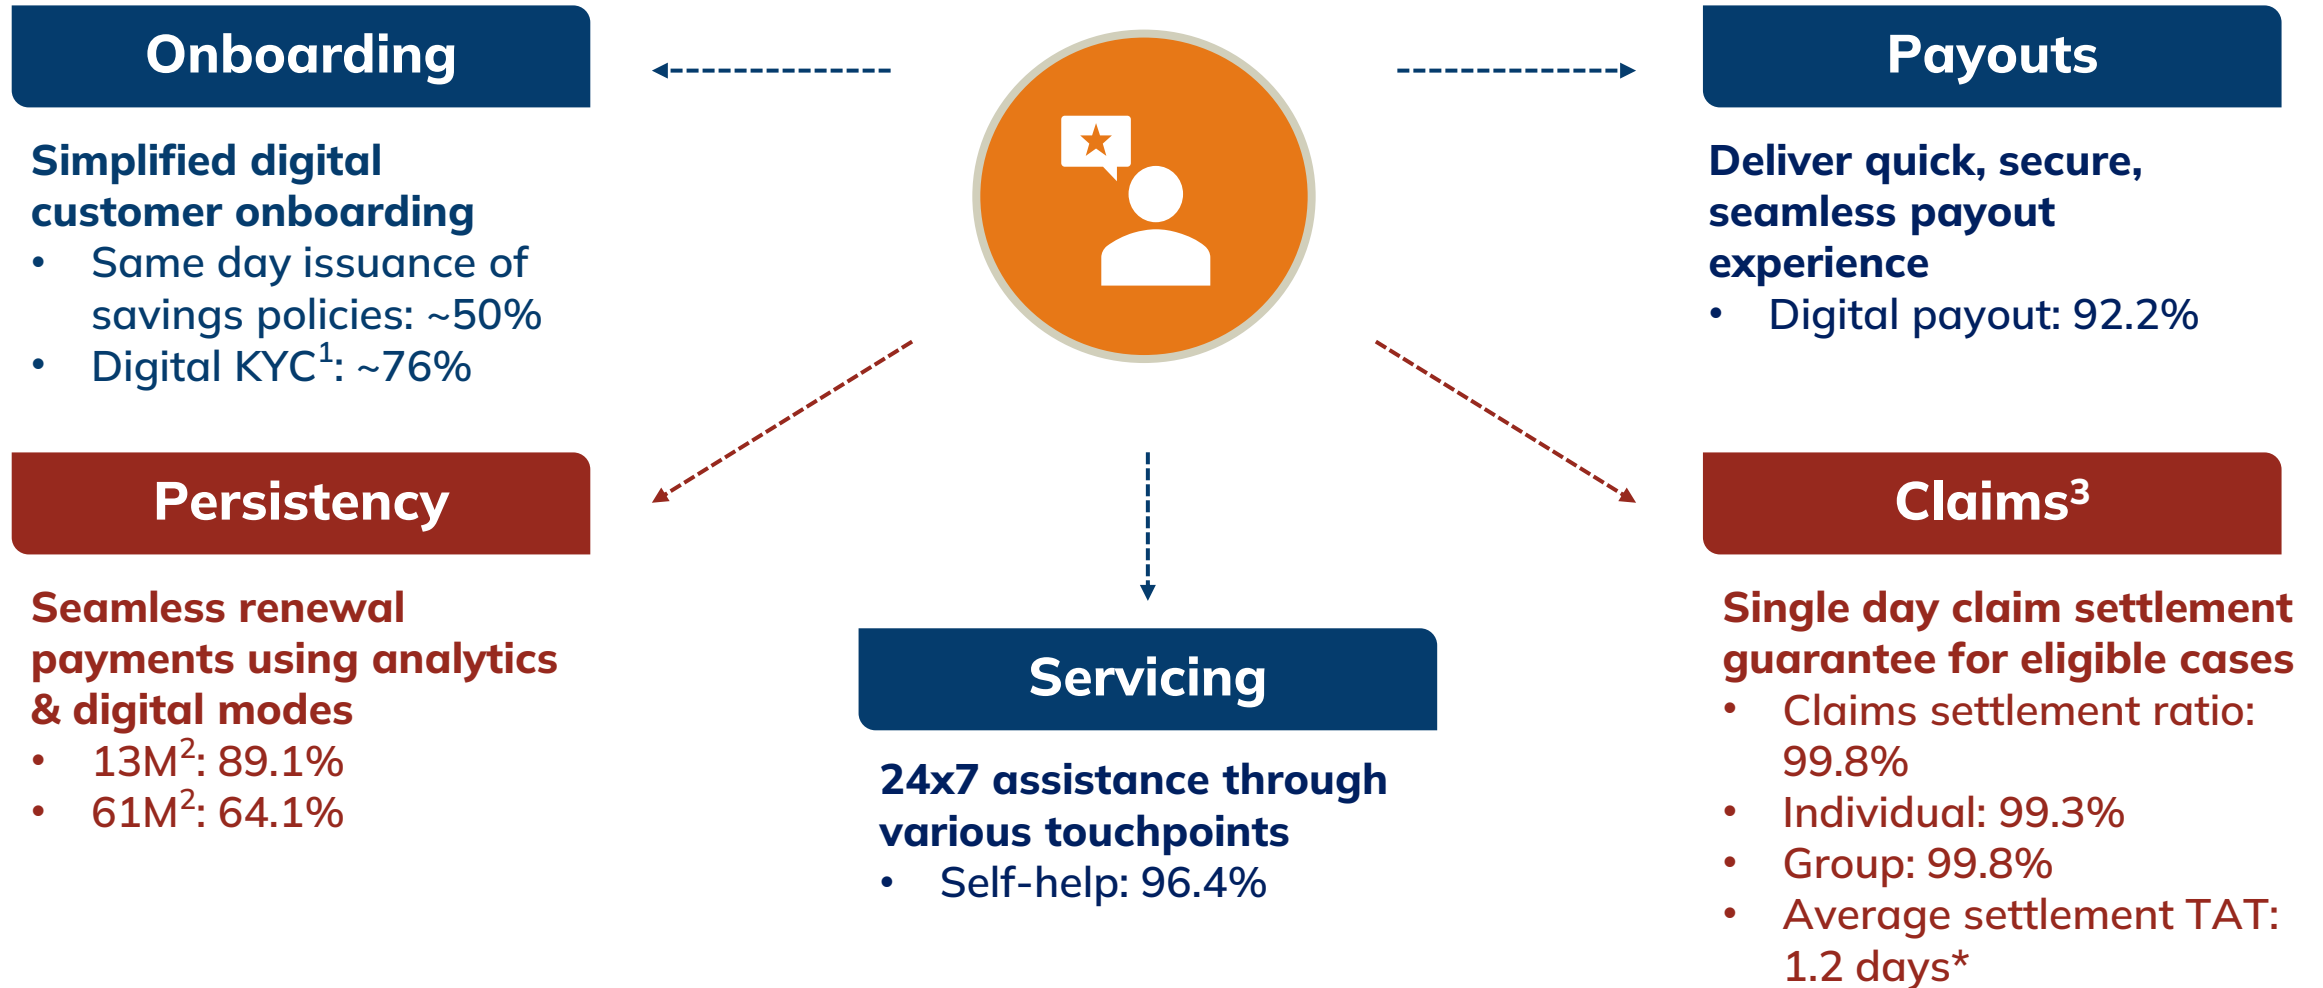 Onboarding
Simplified digital
customer onboarding
• Same day issuance of
savings policies: ~50%
• Digital KYC¹: ~76%
Payouts
Deliver quick, secure,
seamless payout
experience
• Digital payout: 92.2%
Persistency
Seamless renewal
payments using analytics
& digital modes
• 13M²: 89.1%
• 61M²: 64.1%
Servicing
24x7 assistance through
various touchpoints
• Self-help: 96.4%
Claims³
Single day claim settlement
guarantee for eligible cases
• Claims settlement ratio:
99.8%
• Individual: 99.3%
• Group: 99.8%
• Average settlement TAT:
1.2 days*